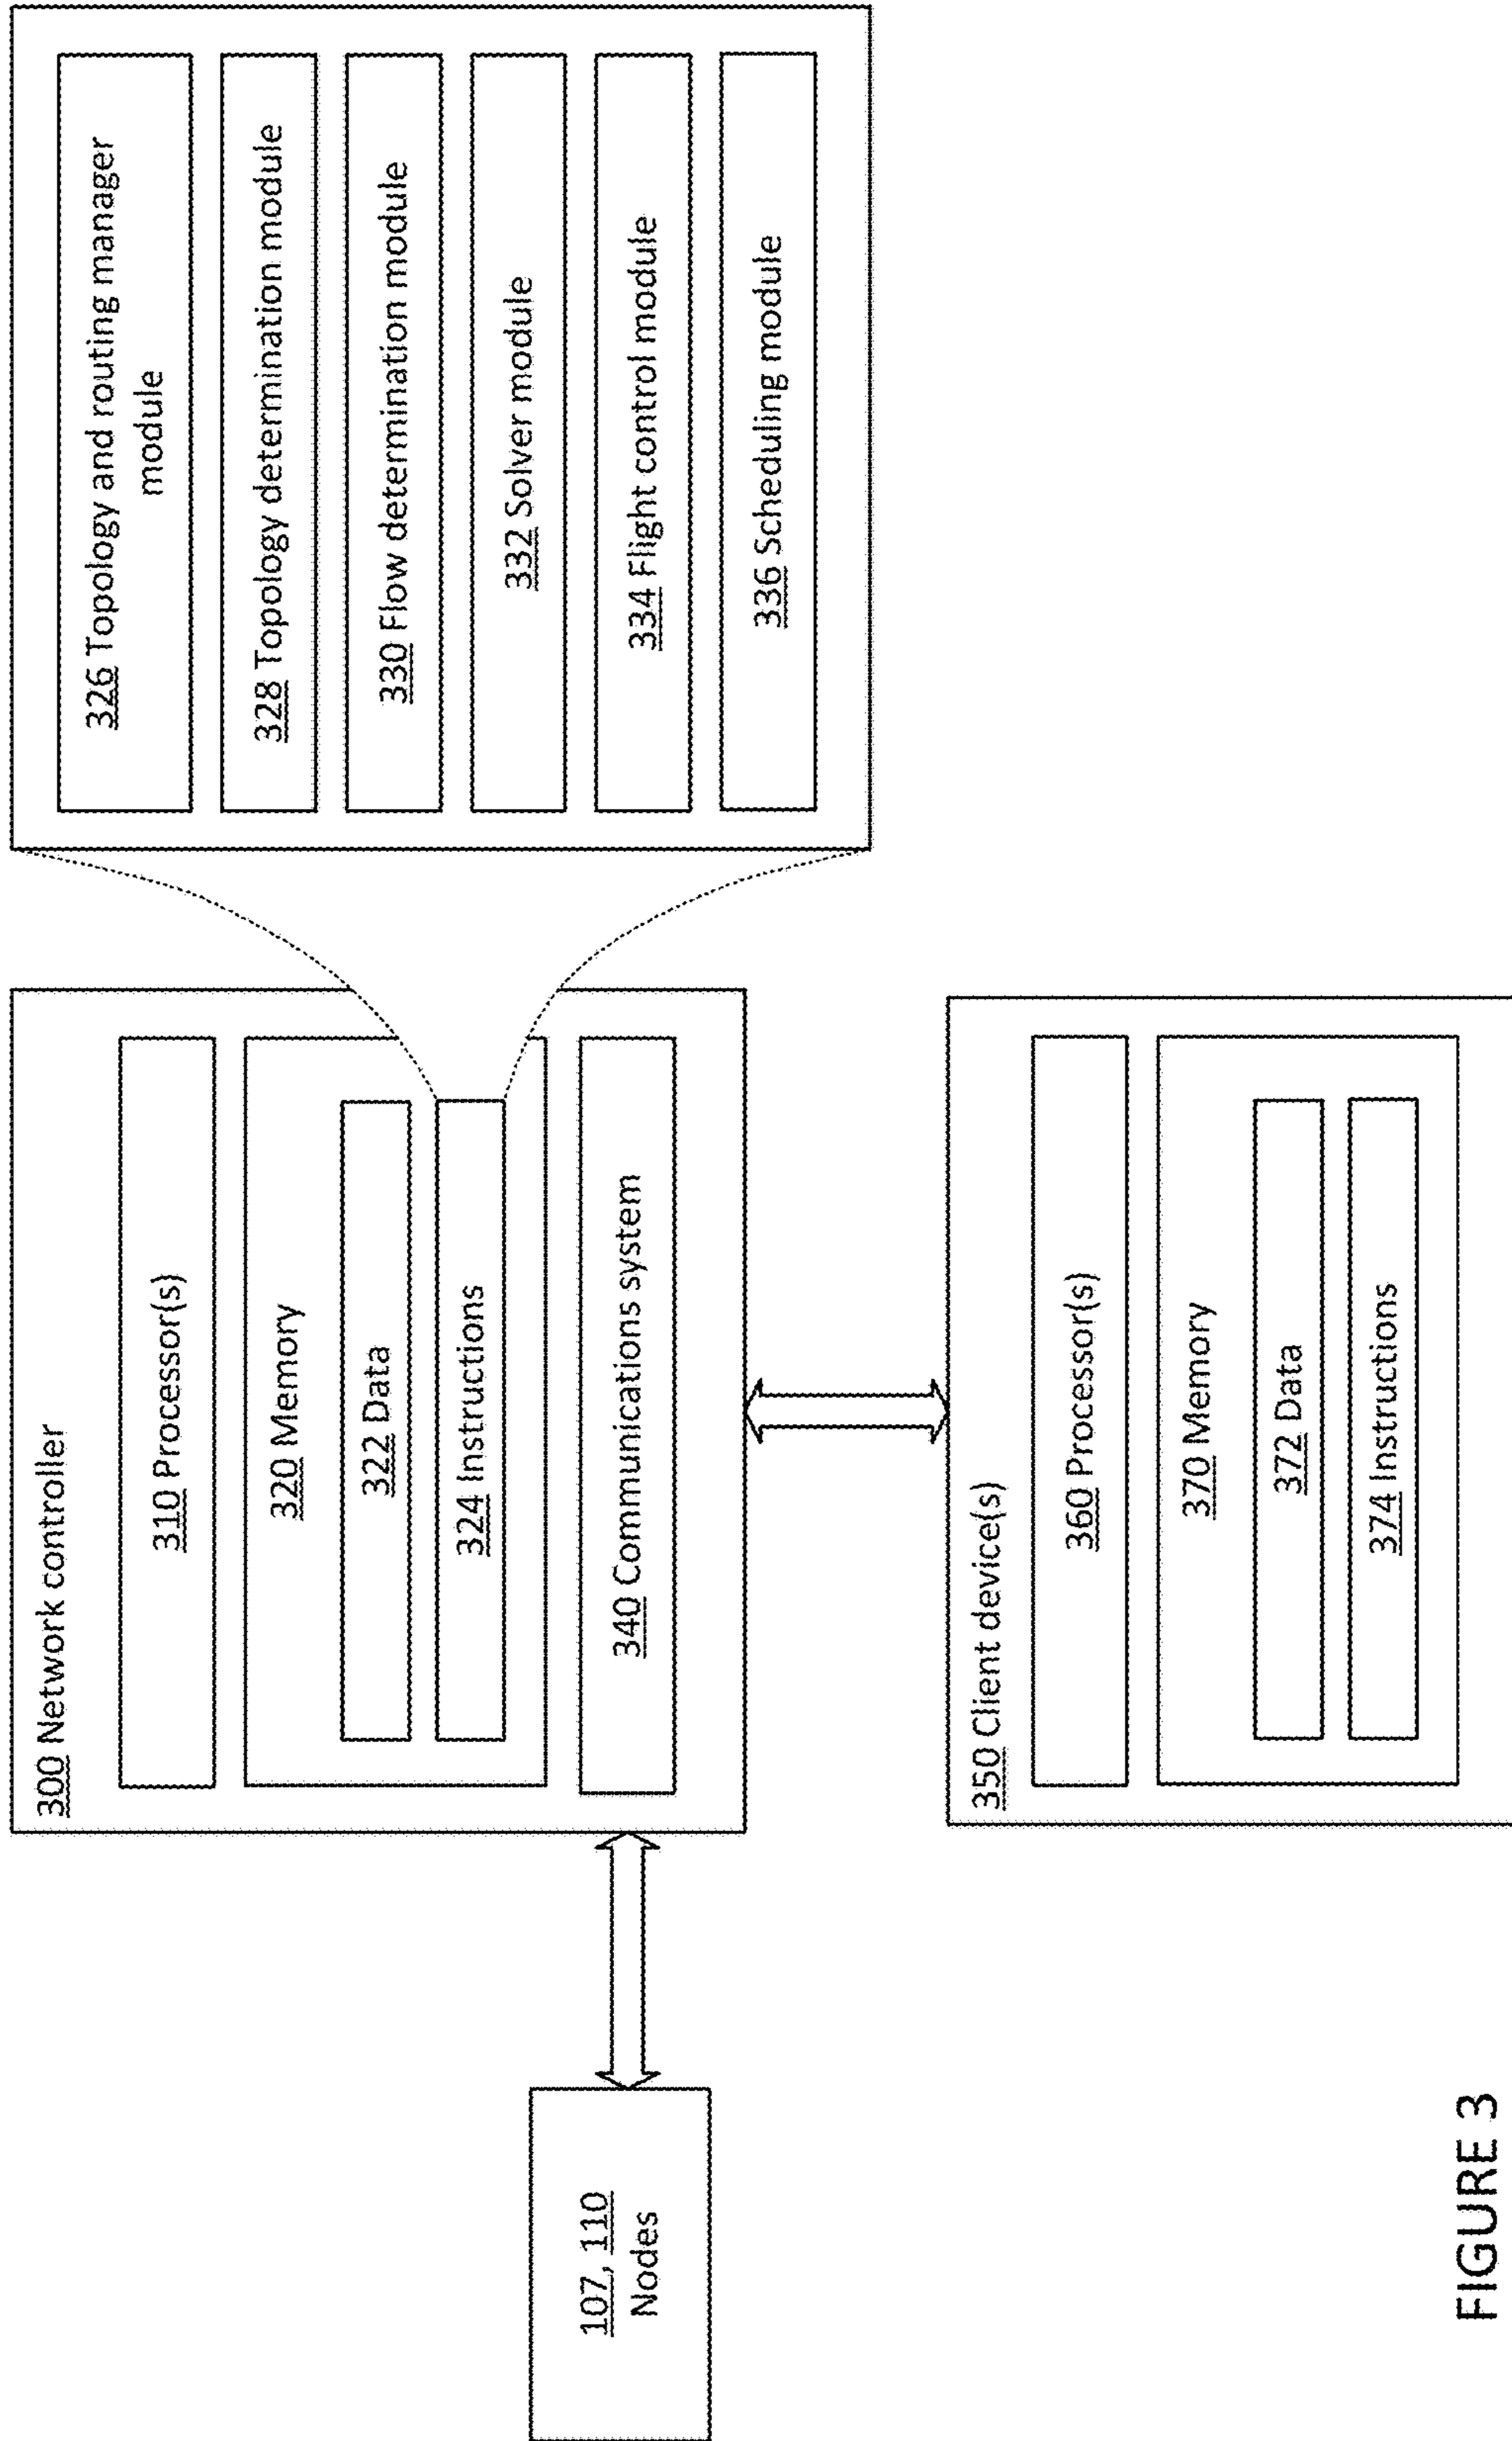 107, 110
Nodes
300 Network controller
310 Processor(s)
320 Memory
322 Data
324 Instructions
340 Communications system
326 Topology and routing manager
module
328 Topology determination module
330 Flow determination module
332 Solver module
334 Flight control module
336 Scheduling module
350 Client device(s)
360 Processor(s)
370 Memory
372 Data
374 Instructions
FIGURE 3